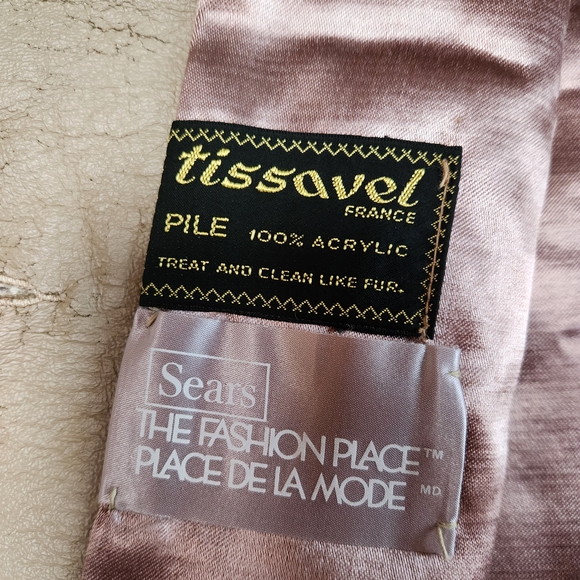 tissavel
FRANCE
PILE 100% ACRYLIC
TREAT AND CLEAN LIKE FUR.
Sears
THE FASHION PLACE™
PLACE DE LA MODE MD